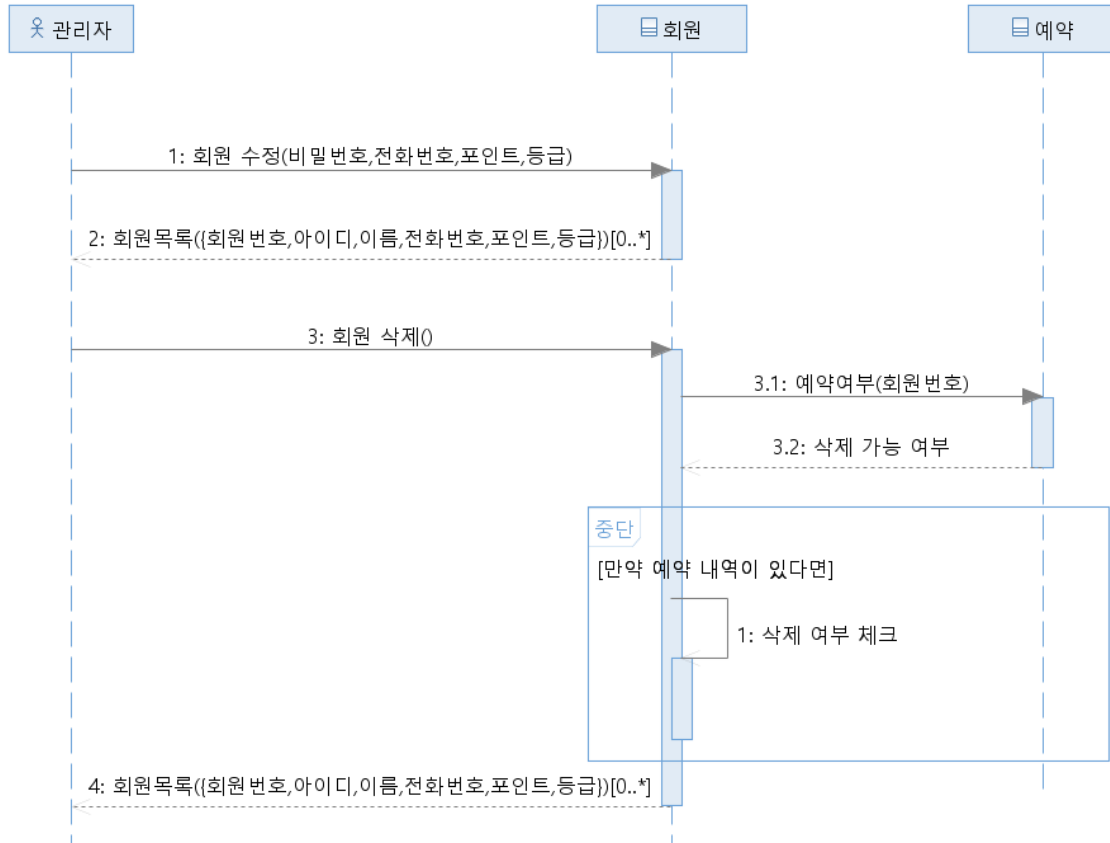 관리자
회원
예약
1: 회원 수정(비밀번호,전화번호,포인트,등급)
2: 회원목록({회원번호,아이디,이름,전화번호,포인트,등급})[0..*]
3: 회원 삭제()
3.1: 예약여부(회원번호)
3.2: 삭제 가능 여부
중단
[만약 예약 내역이 있다면]
1: 삭제 여부 체크
4: 회원목록({회원번호,아이디,이름,전화번호,포인트,등급})[0..*]